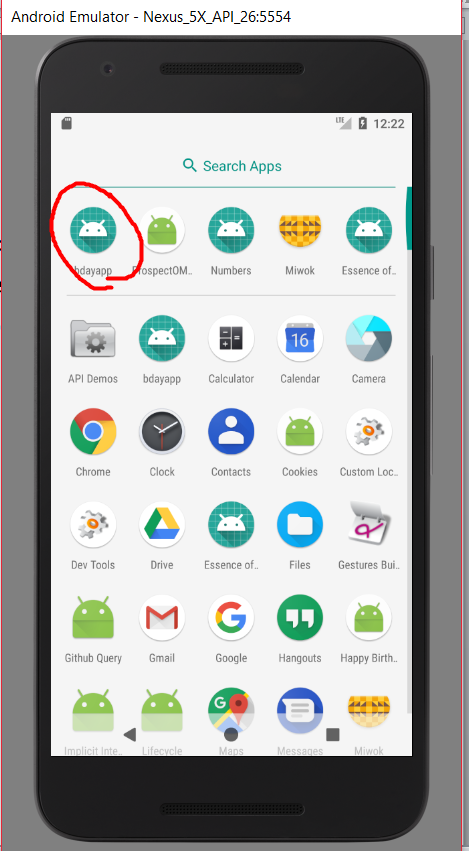 Android Emulator - Nexus_5X_API_26:5554
LTE 12:22
Search Apps
bdayapp ProspectOM.. Numbers Miwok Essence of..
16
API Demos bdayapp Calculator Calendar Camera
Chrome Clock Contacts Cookies Custom Loc..
Dev Tools Drive Essence of.. Files Gestures Bui..
G
Github Query Gmail Google Hangouts Happy Birth..
G
Implicit Inte.. Lifecycle Maps Messages Miwok